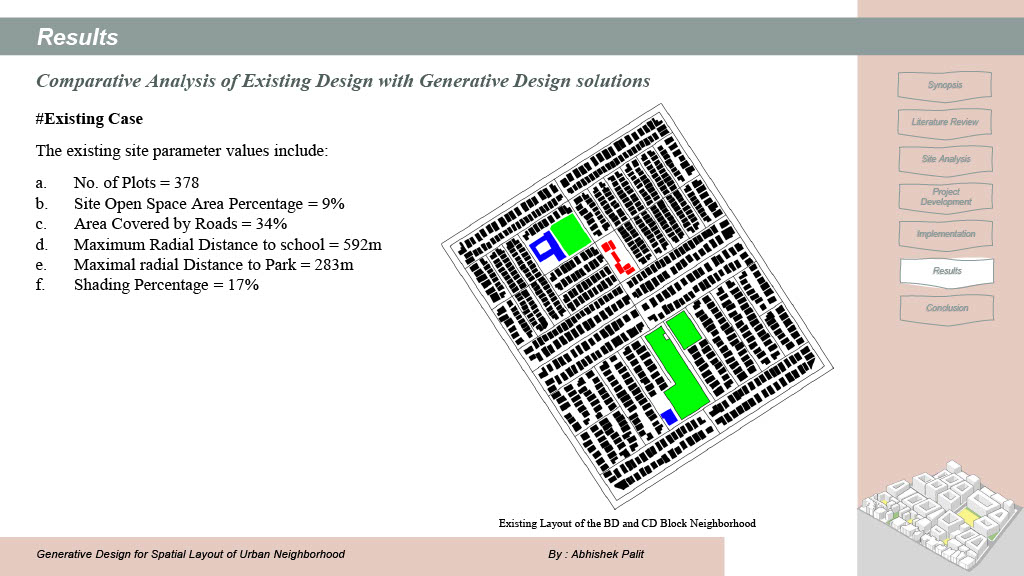 Results
Comparative Analysis of Existing Design with Generative Design solutions
#Existing Case
The existing site parameter values include:
a. No. of Plots = 378
b. Site Open Space Area Percentage = 9%
c. Area Covered by Roads = 34%
d. Maximum Radial Distance to school = 592m
e. Maximal radial Distance to Park = 283m
f. Shading Percentage = 17%
Existing Layout of the BD and CD Block Neighborhood
Synopsis
Literature Review
Site Analysis
Project
Development
Implementation
Results
Conclusion
Generative Design for Spatial Layout of Urban Neighborhood
By : Abhishek Palit